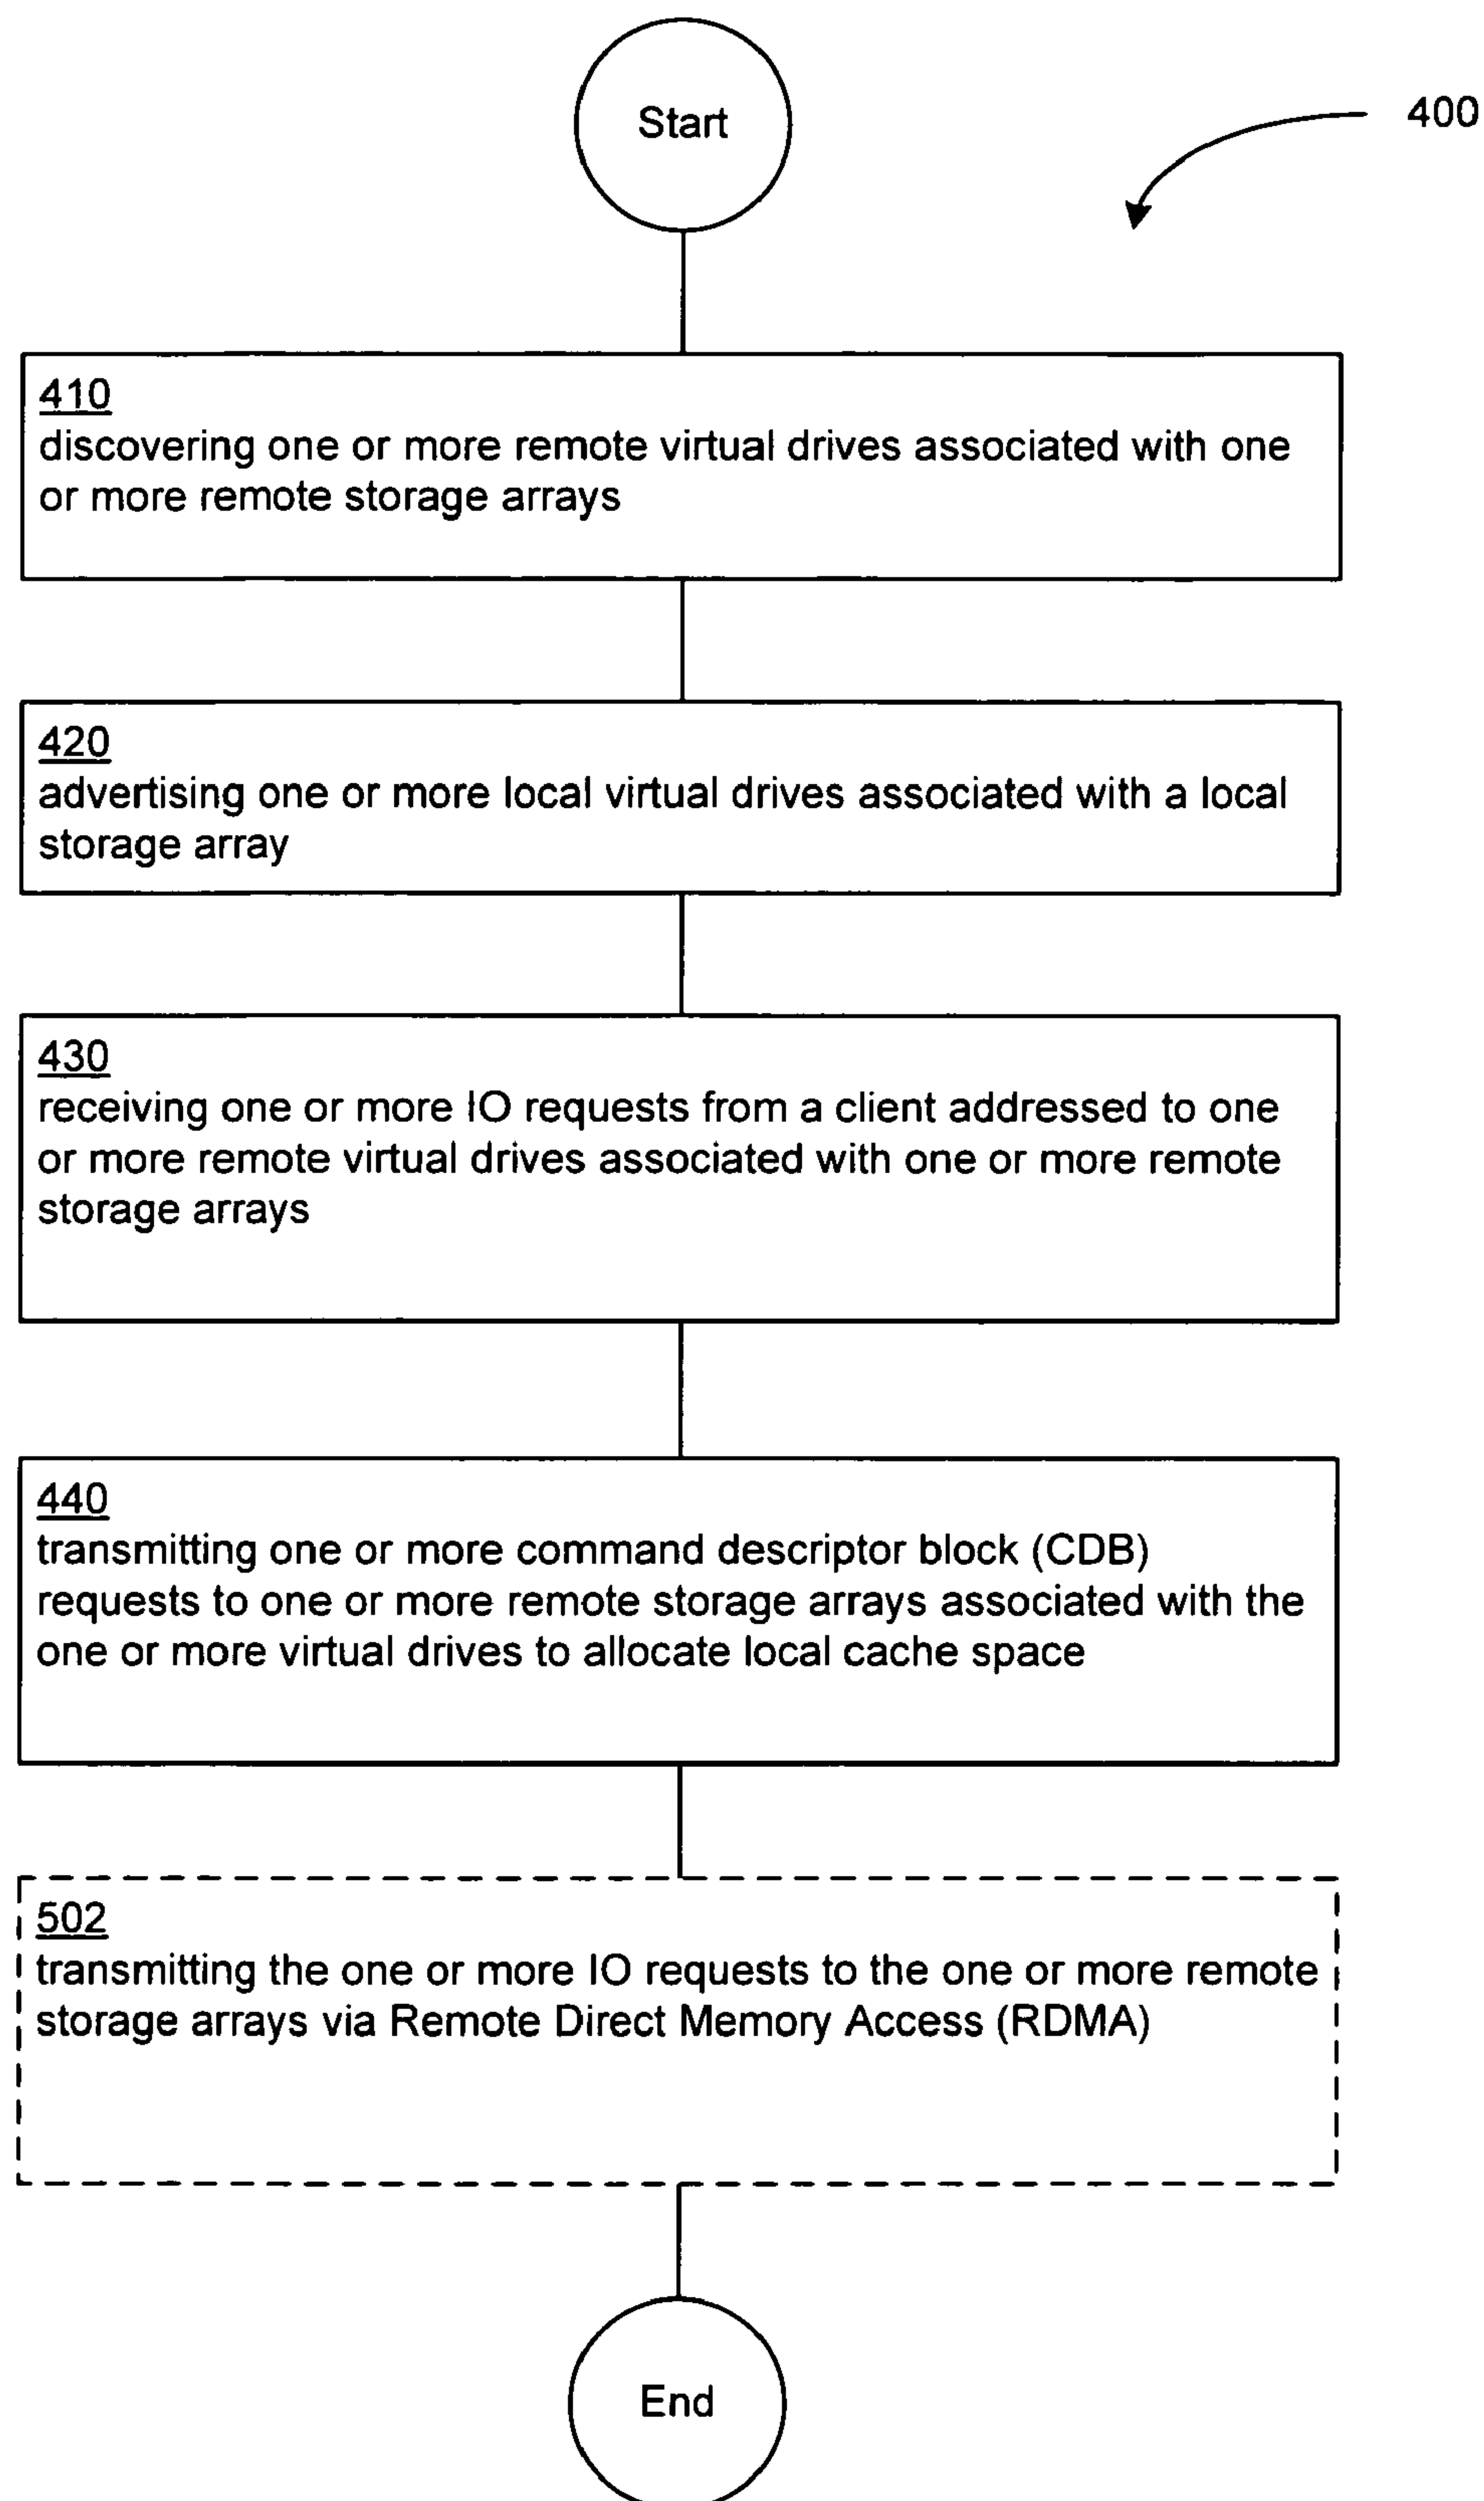 Start
400
410
discovering one or more remote virtual drives associated with one
or more remote storage arrays
420
advertising one or more local virtual drives associated with a local
storage array
430
receiving one or more IO requests from a client addressed to one
or more remote virtual drives associated with one or more remote
storage arrays
440
transmitting one or more command descriptor block (CDB)
requests to one or more remote storage arrays associated with the
one or more virtual drives to allocate local cache space
502
transmitting the one or more IO requests to the one or more remote
storage arrays via Remote Direct Memory Access (RDMA)
End